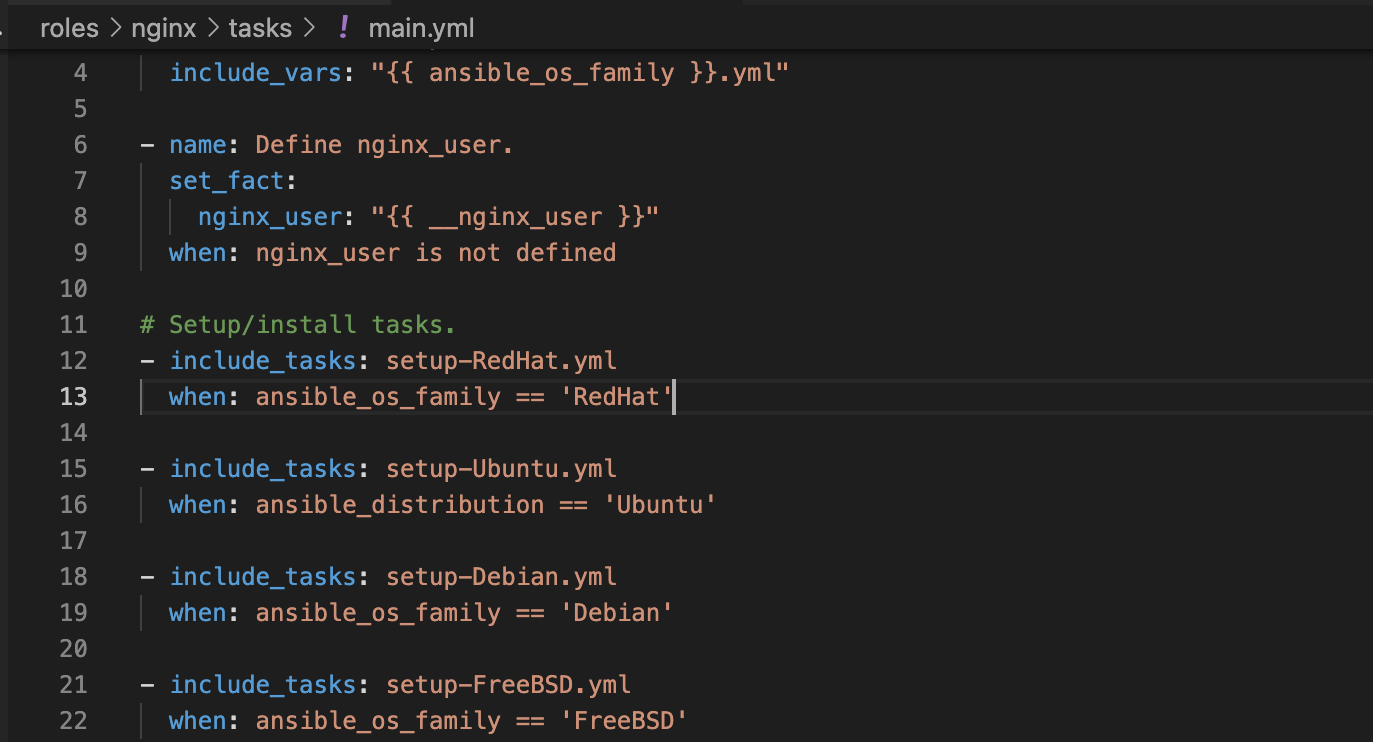 roles > nginx > tasks > ! main.yml
4 include_vars: "{{ ansible_os_family }}.yml"
5
6 - name: Define nginx_user.
7 set_fact:
8 nginx_user: "{{ __nginx_user }}"
9 when: nginx_user is not defined
10
11 # Setup/install tasks.
12 - include_tasks: setup-RedHat.yml
13 when: ansible_os_family == 'RedHat'
14
15 - include_tasks: setup-Ubuntu.yml
16 when: ansible_distribution == 'Ubuntu'
17
18 - include_tasks: setup-Debian.yml
19 when: ansible_os_family == 'Debian'
20
21 - include_tasks: setup-FreeBSD.yml
22 when: ansible_os_family == 'FreeBSD'